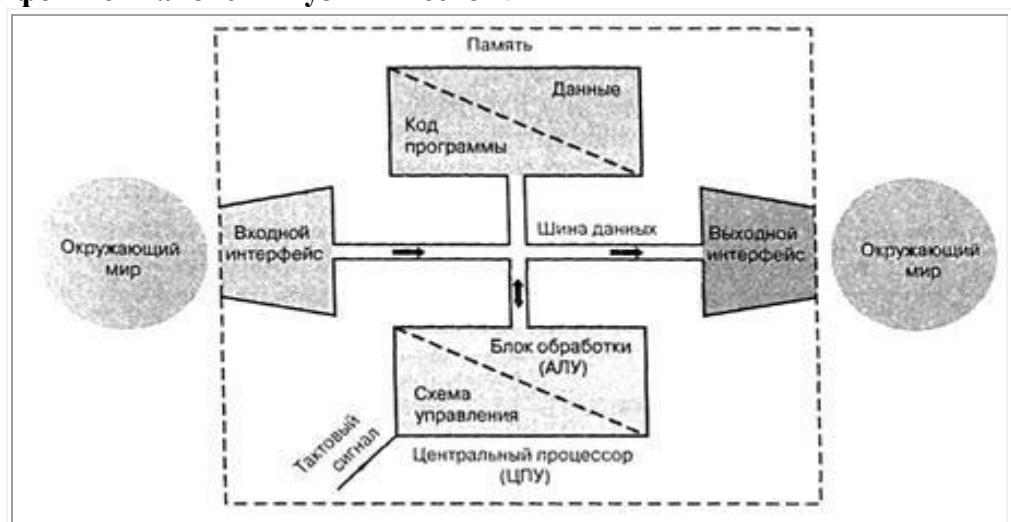 Память
Данные
Код
программы
Шина данных
Окружающий
мир
Входной
интерфейс
Выходной
интерфейс
Окружающий
мир
Блок обработки
(АЛУ)
Схема
управления
Тактовый
сигнал
Центральный процессор
(ЦПУ)